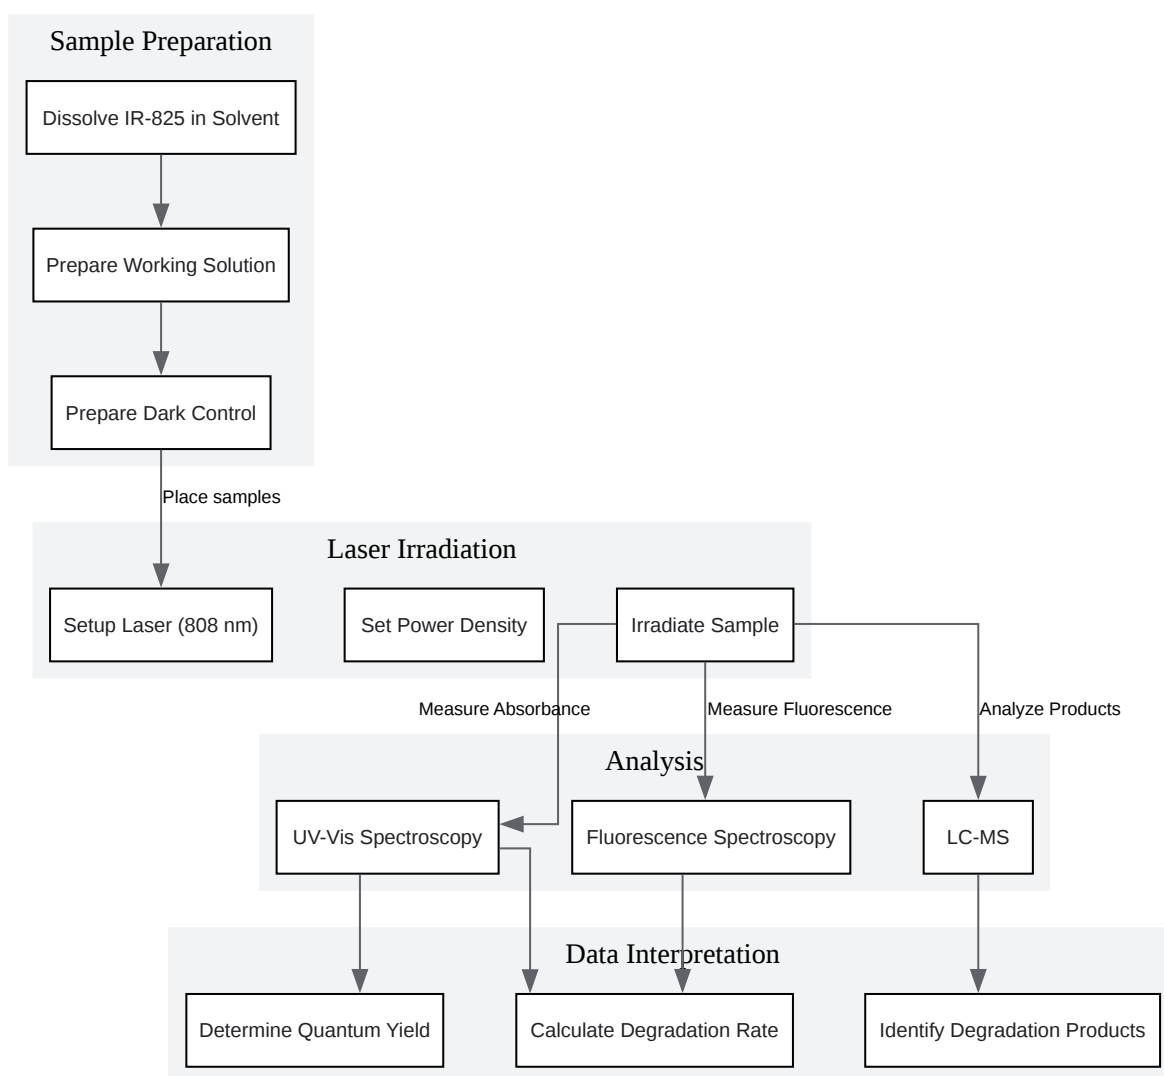 Sample Preparation
Dissolve IR-825 in Solvent
Prepare Working Solution
Prepare Dark Control
Place samples
Laser Irradiation
Setup Laser (808 nm)
Set Power Density
Irradiate Sample
Measure Absorbance
Measure Fluorescence
Analyze Products
Analysis
UV-Vis Spectroscopy
Fluorescence Spectroscopy
LC-MS
Data Interpretation
Determine Quantum Yield
Calculate Degradation Rate
Identify Degradation Products